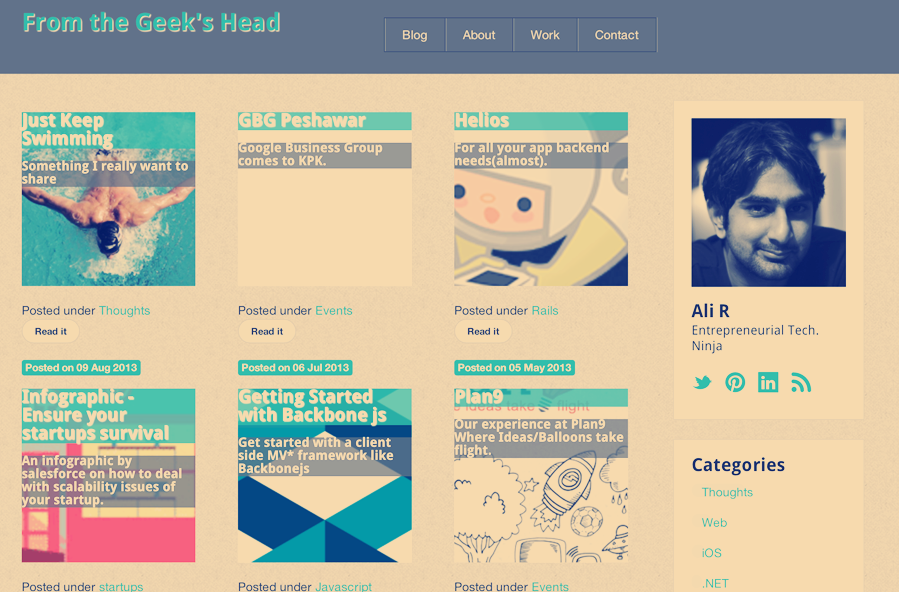 From the Geek's Head
Blog
About
Work
Contact
Just Keep
Swimming
Something I really want to
share
Posted under Thoughts
Read it
GBG Peshawar
Google Business Group
comes to KPK.
Posted under Events
Read it
Helios
For all your app backend
needs(almost).
Posted under Rails
Read it
Posted on 09 Aug 2013
Infographic -
Ensure your
startups survival
An infographic by
salesforce on how to deal
with scalability issues of
your startup.
Posted under startups
Posted on 06 Jul 2013
Getting Started
with Backbone js
Get started with a client
side MV* framework like
Backbonejs
Posted under Javascript
Posted on 05 May 2013
Plan9
ideas take flight
Our experience at Plan9
Where Ideas/Balloons take
flight.
Posted under Events
Ali R
Entrepreneurial Tech.
Ninja
in
Categories
Thoughts
Web
iOS
.NET